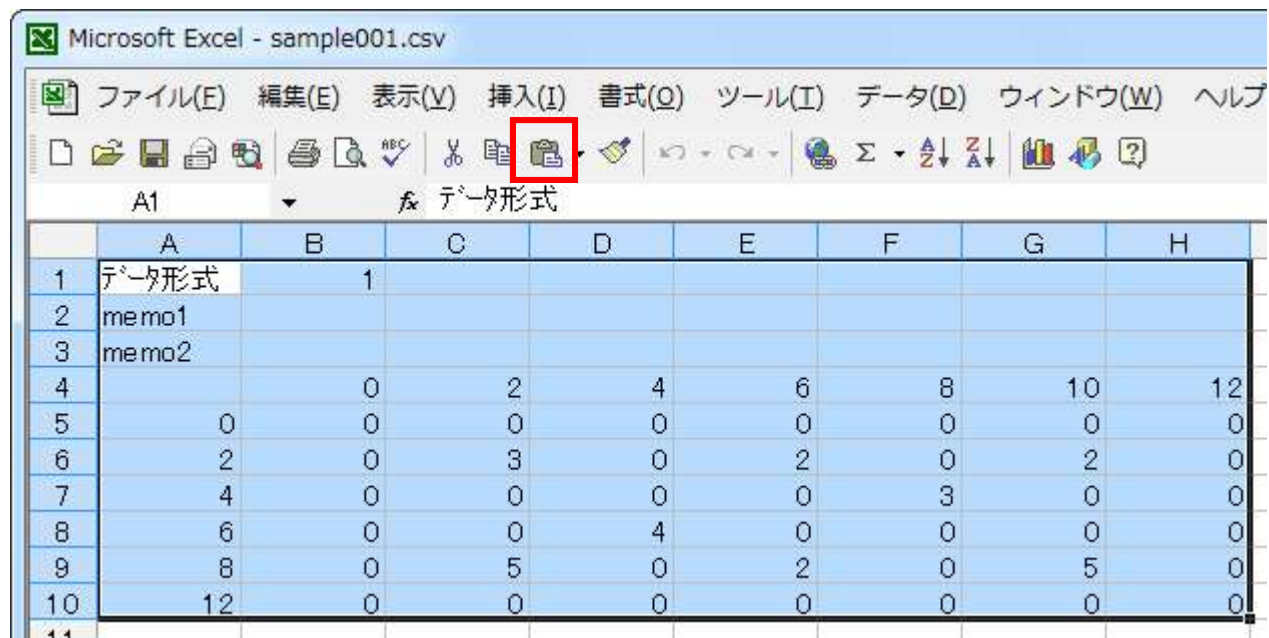 Microsoft Excel - sample001.csv
ファイル(F) 編集(E) 表示(V) 挿入(I) 書式(O) ツール(T) データ(D) ウィンドウ(W) ヘルプ
ABC Σ A Z Z A ?
A1 fx データ形式
A B C D E F G H
1 データ形式 1
2 memo1
3 memo2
4 0 2 4 6 8 10 12
5 0 0 0 0 0 0 0 0
6 2 0 3 0 2 0 2 0
7 4 0 0 0 0 3 0 0
8 6 0 0 4 0 0 0 0
9 8 0 5 0 2 0 5 0
10 12 0 0 0 0 0 0 0